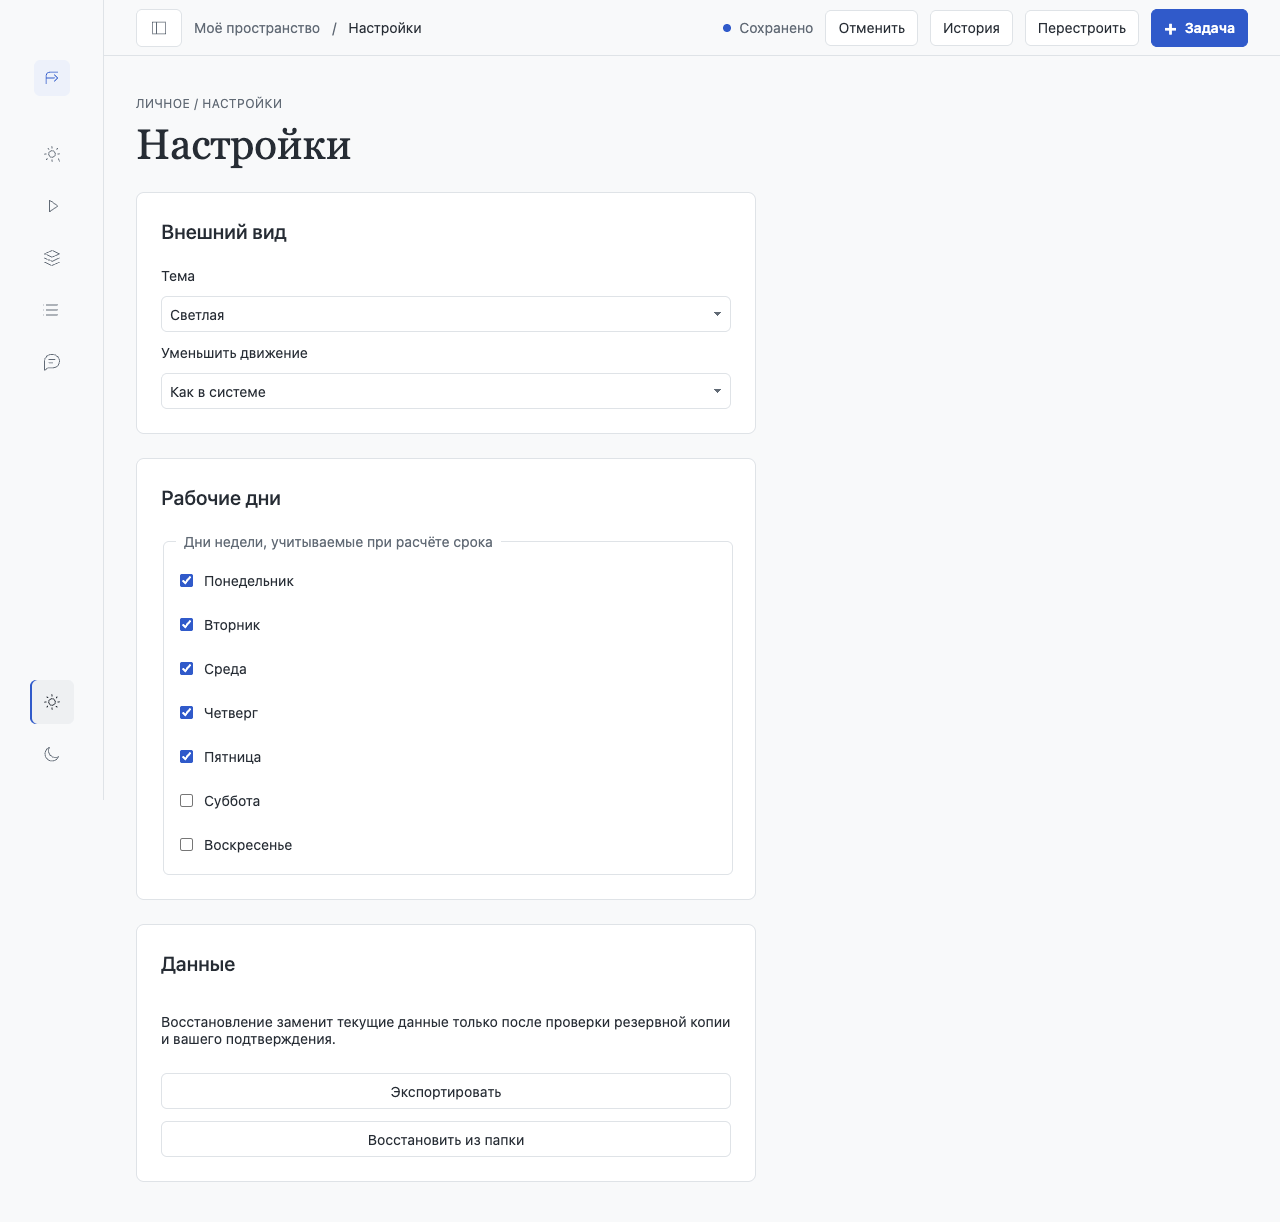 Моё пространство / Настройки
Сохранено
Отменить
История
Перестроить
+ Задача
ЛИЧНОЕ / НАСТРОЙКИ
Настройки
Внешний вид
Тема
Светлая
Уменьшить движение
Как в системе
Рабочие дни
Дни недели, учитываемые при расчёте срока
Понедельник
Вторник
Среда
Четверг
Пятница
Суббота
Воскресенье
Данные
Восстановление заменит текущие данные только после проверки резервной копии
и вашего подтверждения.
Экспортировать
Восстановить из папки